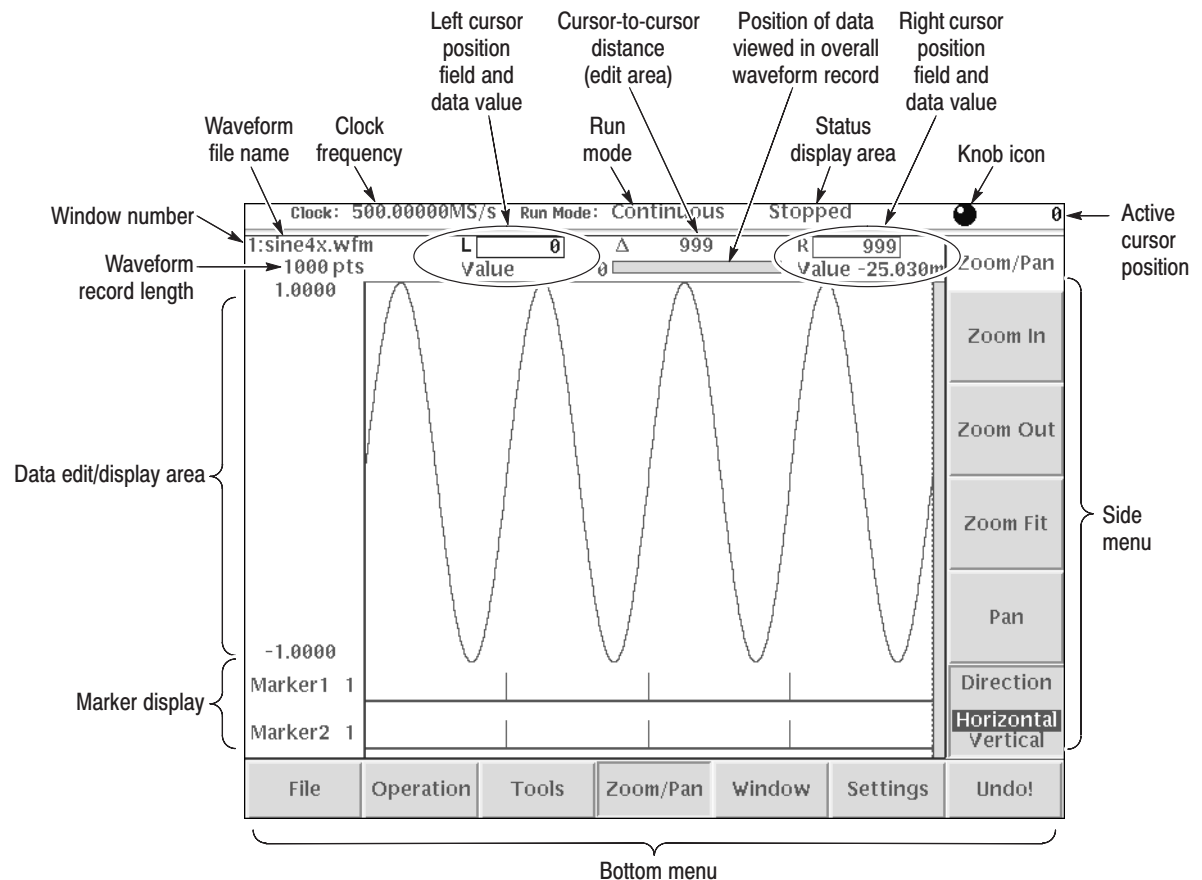 Left cursor
position
field and
data value
Cursor-to-cursor
distance
(edit area)
Position of data
viewed in overall
waveform record
Right cursor
position
field and
data value
Waveform
file name
Clock
frequency
Run
mode
Status
display area
Knob icon
Window number
Clock: 500.00000MS/s Run Mode: Continuous Stopped 0
Active
cursor
position
1:sine4x.wfm L 0 Δ 999 R 999
Waveform
record length
1000 pts Value 0 Value -25.030m
Zoom/Pan
1.0000
Zoom In
Zoom Out
Data edit/display area
Zoom Fit
Side
menu
Pan
-1.0000
Marker display
Marker1 1
Direction
Horizontal
Vertical
Marker2 1
File Operation Tools Zoom/Pan Window Settings Undo!
Bottom menu